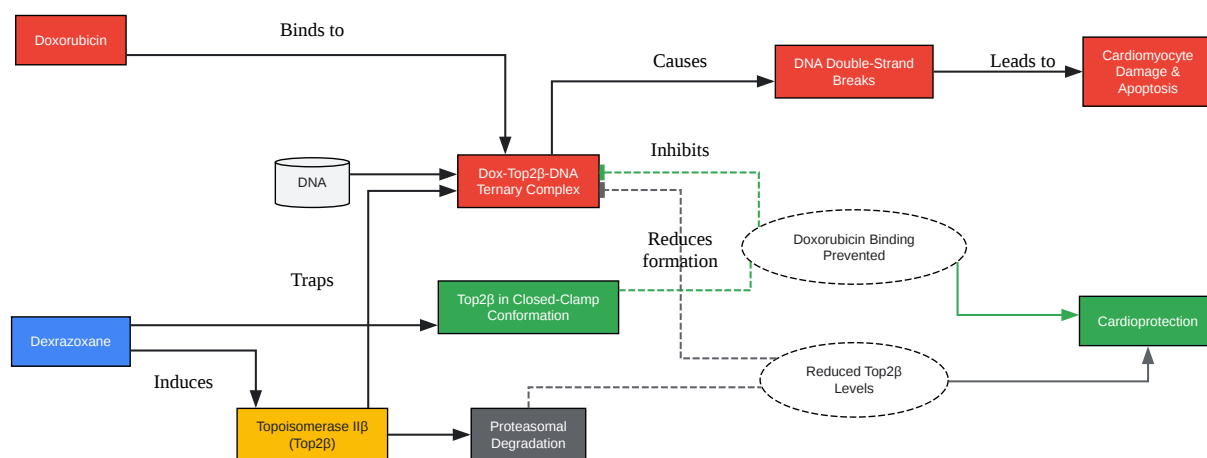 Doxorubicin
Binds to
Causes
DNA Double-Strand
Breaks
Leads to
Cardiomyocyte
Damage &
Apoptosis
DNA
Dox-Top2β-DNA
Ternary Complex
Inhibits
Reduces
formation
Doxorubicin Binding
Prevented
Traps
Top2β in Closed-Clamp
Conformation
Cardioprotection
Dexrazoxane
Induces
Reduced Top2β
Levels
Topoisomerase IIβ
(Top2β)
Proteasomal
Degradation